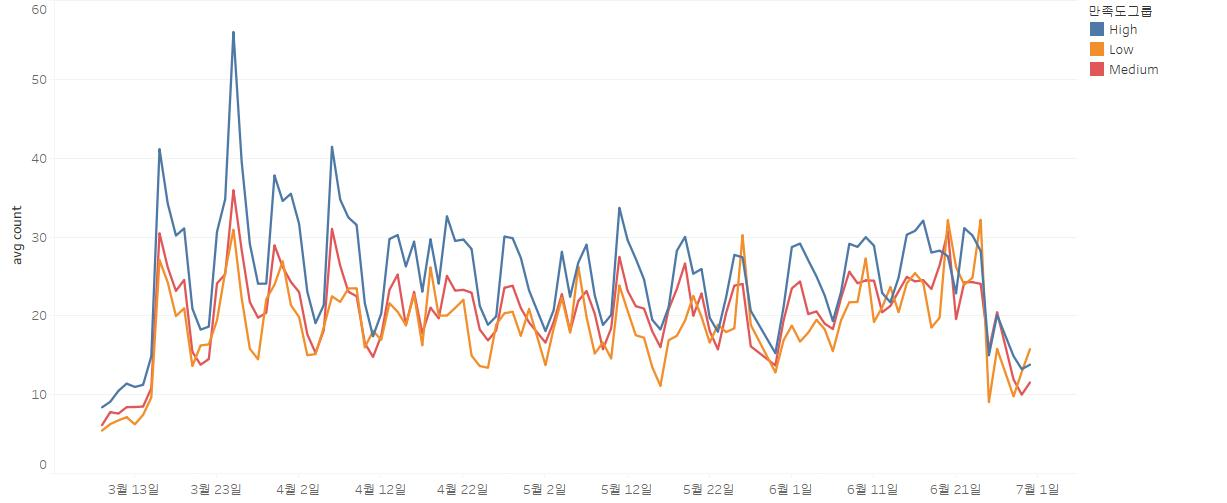 만족도그룹
High
Low
Medium
avg count
60
50
40
30
20
10
0
3월 13일
3월 23일
4월 2일
4월 12일
4월 22일
5월 2일
5월 12일
5월 22일
6월 1일
6월 11일
6월 21일
7월 1일